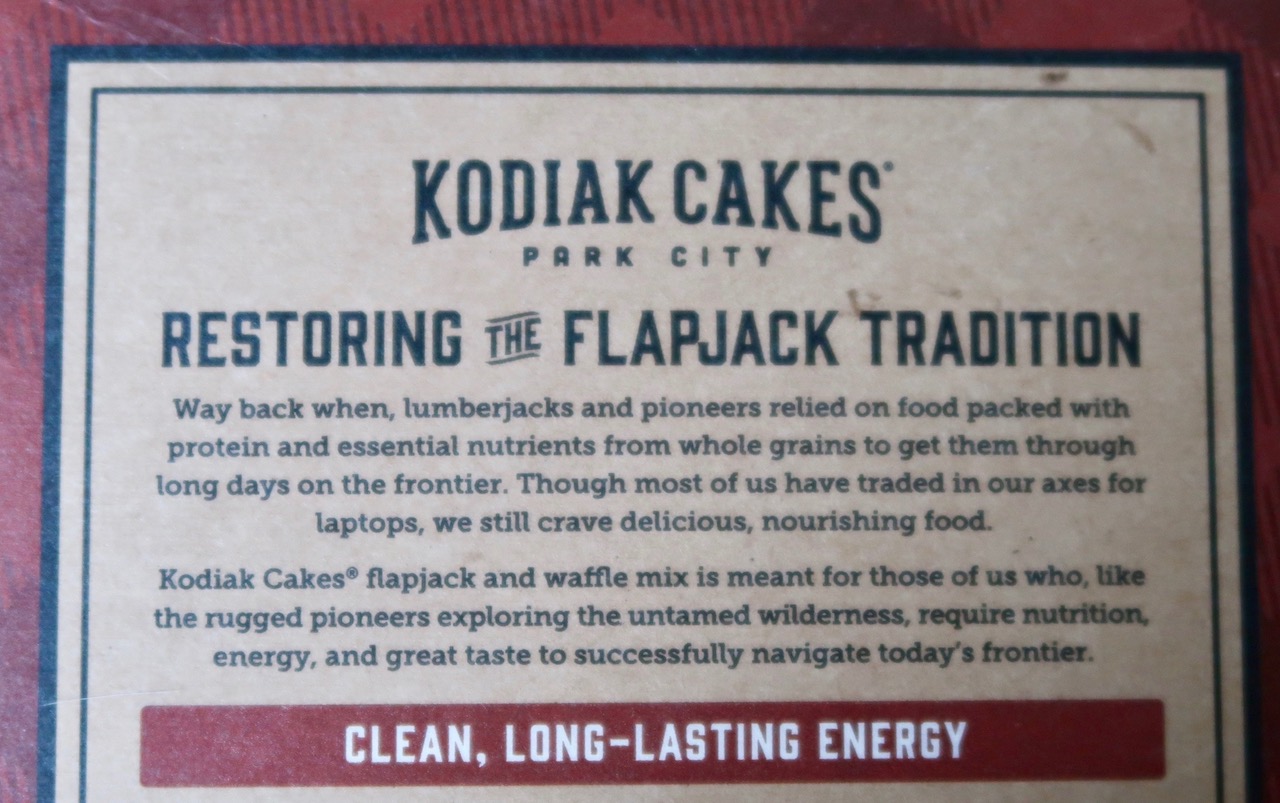 KODIAK CAKES®
PARK CITY
RESTORING THE FLAPJACK TRADITION
Way back when, lumberjacks and pioneers relied on food packed with
protein and essential nutrients from whole grains to get them through
long days on the frontier. Though most of us have traded in our axes for
laptops, we still crave delicious, nourishing food.
Kodiak Cakes® flapjack and waffle mix is meant for those of us who, like
the rugged pioneers exploring the untamed wilderness, require nutrition,
energy, and great taste to successfully navigate today's frontier.
CLEAN, LONG-LASTING ENERGY